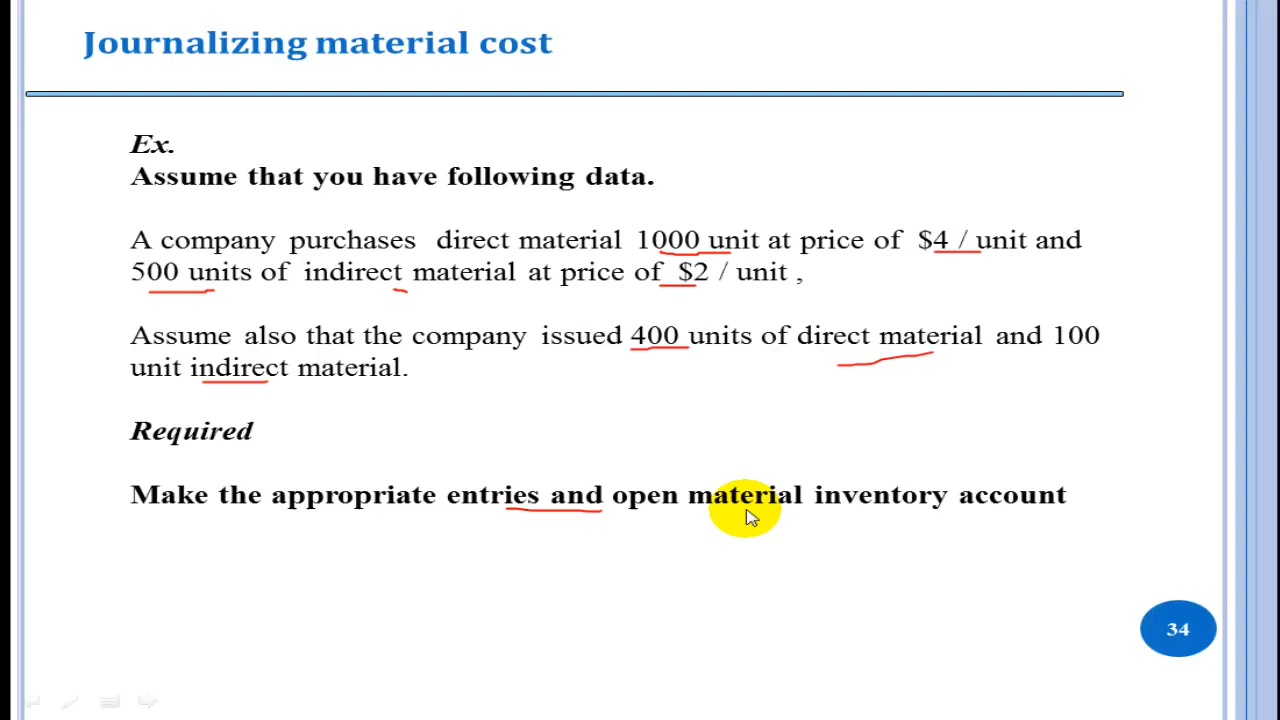 Journalizing material cost
Ex.
Assume that you have following data.
A company purchases direct material 1000 unit at price of $4 / unit and
500 units of indirect material at price of $2 / unit ,
Assume also that the company issued 400 units of direct material and 100
unit indirect material.
Required
Make the appropriate entries and open material inventory account
34